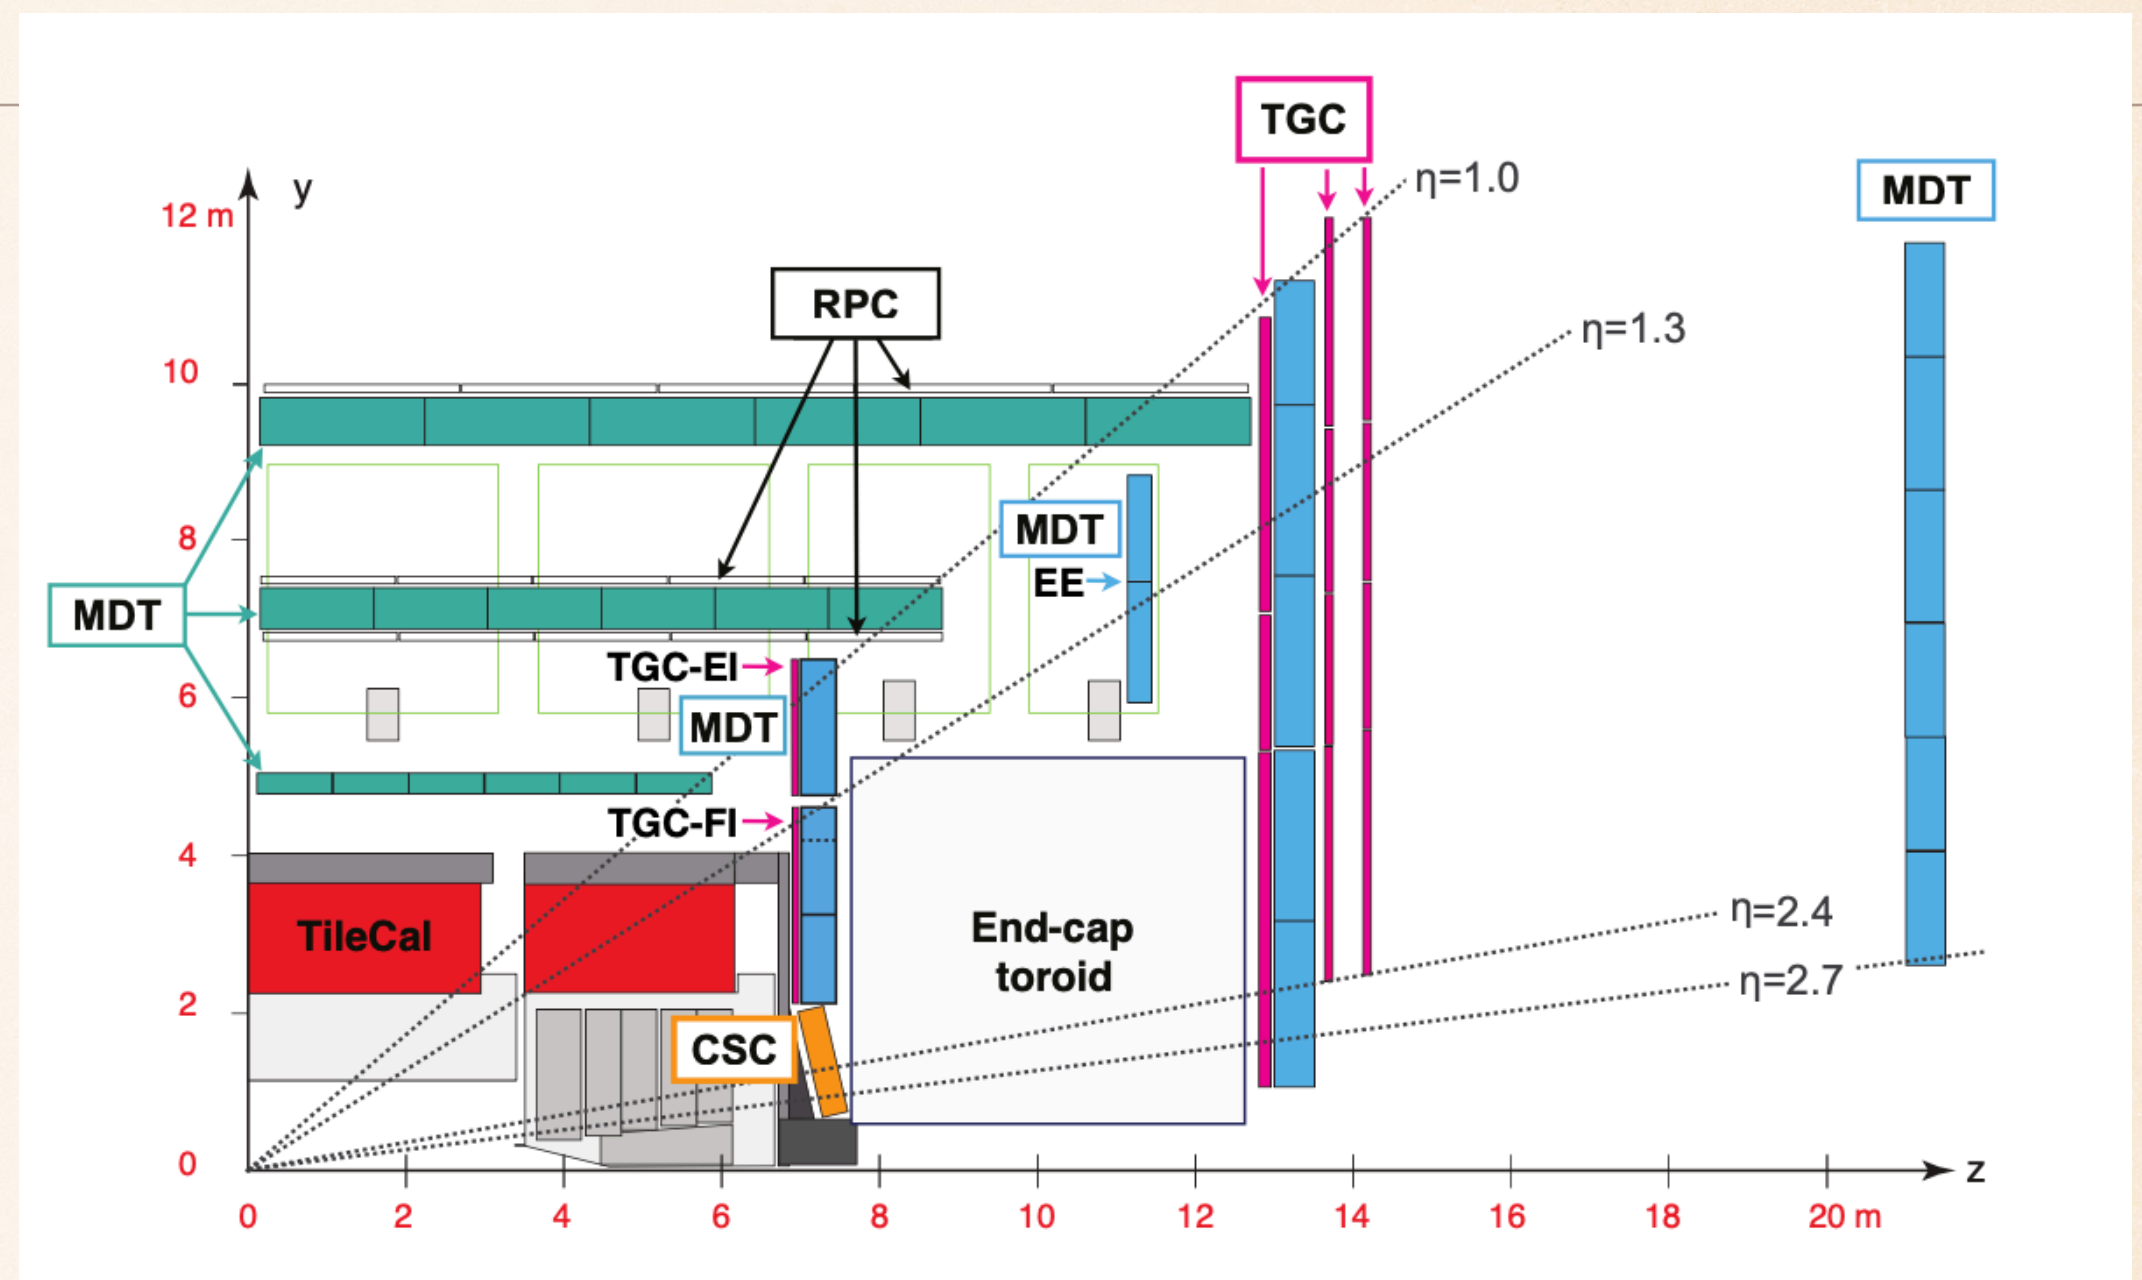 TGC
η=1.0
MDT
y
12 m
RPC
η=1.3
10
MDT
8
EE
MDT
TGC-EI
6
MDT
TGC-FI
4
TileCal
End-cap
toroid
η=2.4
η=2.7
2
CSC
0
z
0
2
4
6
8
10
12
14
16
18
20 m